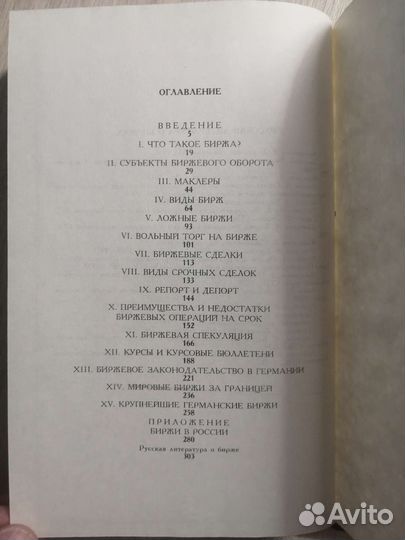 ОГЛАВЛЕНИЕ
ВВЕДЕНИЕ
5
I. ЧТО ТАКОЕ БИРЖА?
19
II. СУБЪЕКТЫ БИРЖЕВОГО ОБОРОТА
29
III. МАКЛЕРЫ
44
IV. ВИДЫ БИРЖ
64
V. ЛОЖНЫЕ БИРЖИ
93
VI. ВОЛЬНЫЙ ТОРГ НА БИРЖЕ
101
VII. БИРЖЕВЫЕ СДЕЛКИ
113
VIII. ВИДЫ СРОЧНЫХ СДЕЛОК
133
IX. РЕПОРТ И ДЕПОРТ
144
X. ПРЕИМУЩЕСТВА И НЕДОСТАТКИ
БИРЖЕВЫХ ОПЕРАЦИЙ НА СРОК
152
XI. БИРЖЕВАЯ СПЕКУЛЯЦИЯ
166
XII. КУРСЫ И КУРСОВЫЕ БЮЛЛЕТЕНИ
188
XIII. БИРЖЕВОЕ ЗАКОНОДАТЕЛЬСТВО В ГЕРМАНИИ
221
XIV. МИРОВЫЕ БИРЖИ ЗА ГРАНИЦЕЙ
236
XV. КРУПНЕЙШИЕ ГЕРМАНСКИЕ БИРЖИ
258
ПРИЛОЖЕНИЕ
БИРЖИ В РОССИИ
280
Русская литература о бирже
303
Avito